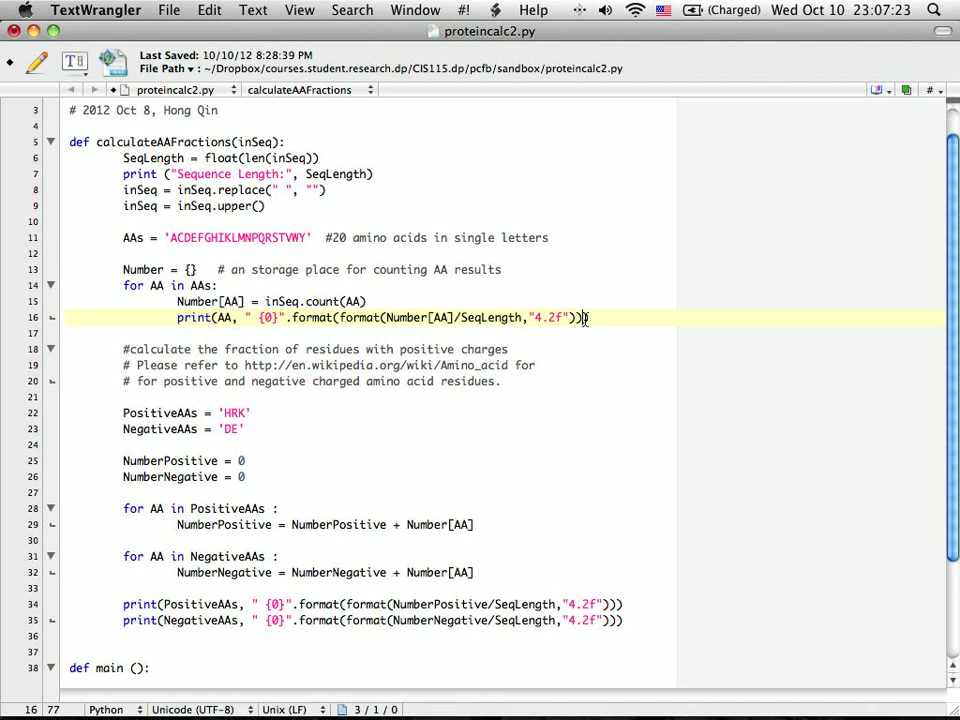 TextWrangler File Edit Text View Search Window #! Help (Charged) Wed Oct 10 23:07:23
proteincalc2.py
Last Saved: 10/10/12 8:28:39 PM
File Path : ~/Dropbox/courses.student.research.dp/CIS115.dp/pcfb/sandbox/proteincalc2.py
proteincalc2.py calculateAAFractions #
3 # 2012 Oct 8, Hong Qin
4
5 def calculateAAFractions(inSeq):
6 SeqLength = float(len(inSeq))
7 print ("Sequence Length:", SeqLength)
8 inSeq = inSeq.replace(" ", "")
9 inSeq = inSeq.upper()
10
11 AAs = 'ACDEFGHIKLMNPQRSTVWY' #20 amino acids in single letters
12
13 Number = {} # an storage place for counting AA results
14 for AA in AAs:
15 Number[AA] = inSeq.count(AA)
16 print(AA, " {0}".format(format(Number[AA]/SeqLength,"4.2f")))
17
18 #calculate the fraction of residues with positive charges
19 # Please refer to http://en.wikipedia.org/wiki/Amino_acid for
20 # for positive and negative charged amino acid residues.
21
22 PositiveAAs = 'HRK'
23 NegativeAAs = 'DE'
24
25 NumberPositive = 0
26 NumberNegative = 0
27
28 for AA in PositiveAAs :
29 NumberPositive = NumberPositive + Number[AA]
30
31 for AA in NegativeAAs :
32 NumberNegative = NumberNegative + Number[AA]
33
34 print(PositiveAAs, " {0}".format(format(NumberPositive/SeqLength,"4.2f")))
35 print(NegativeAAs, " {0}".format(format(NumberNegative/SeqLength,"4.2f")))
36
37
38 def main ():
16 77 Python Unicode (UTF-8) Unix (LF) 3 / 1 / 0